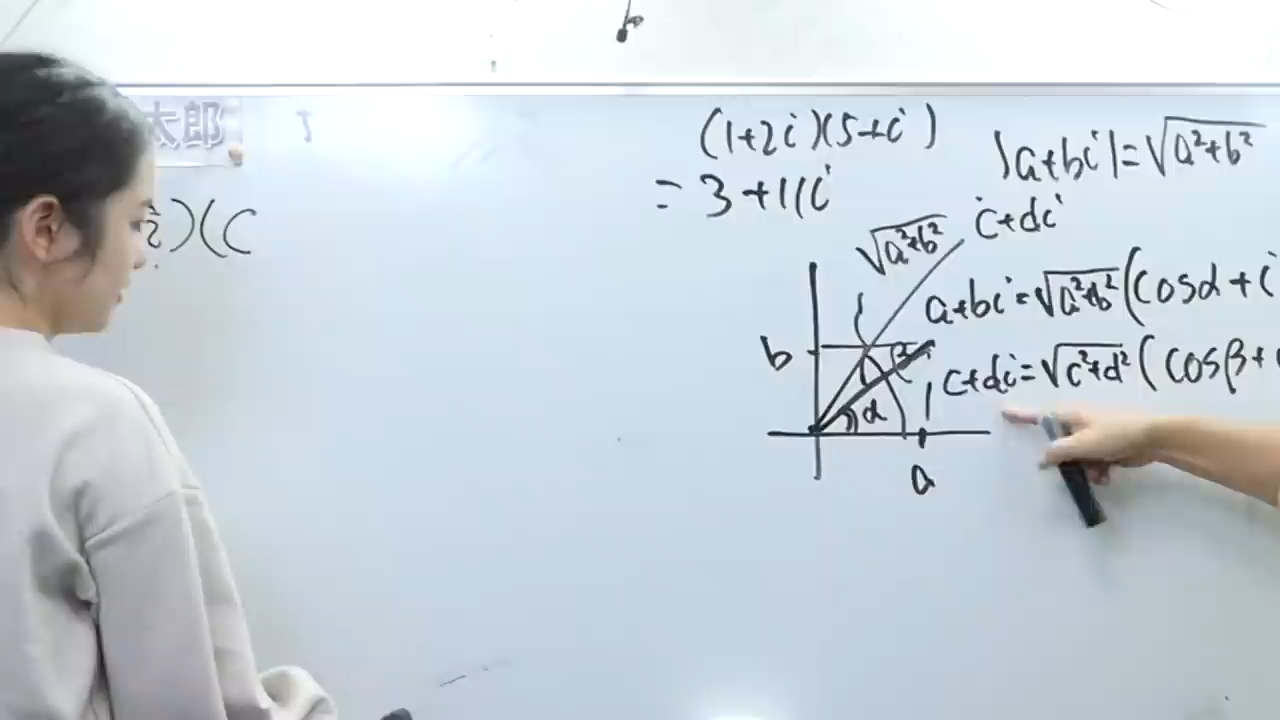 太郎
)(C
(1+2i)(5+i)
= 3+11i
|a+bi|=√a²+b²
√a²+b²
c+di
a+bi=√a²+b²(cosα+i
c+di=√c²+d²(cosβ+
b
α
a